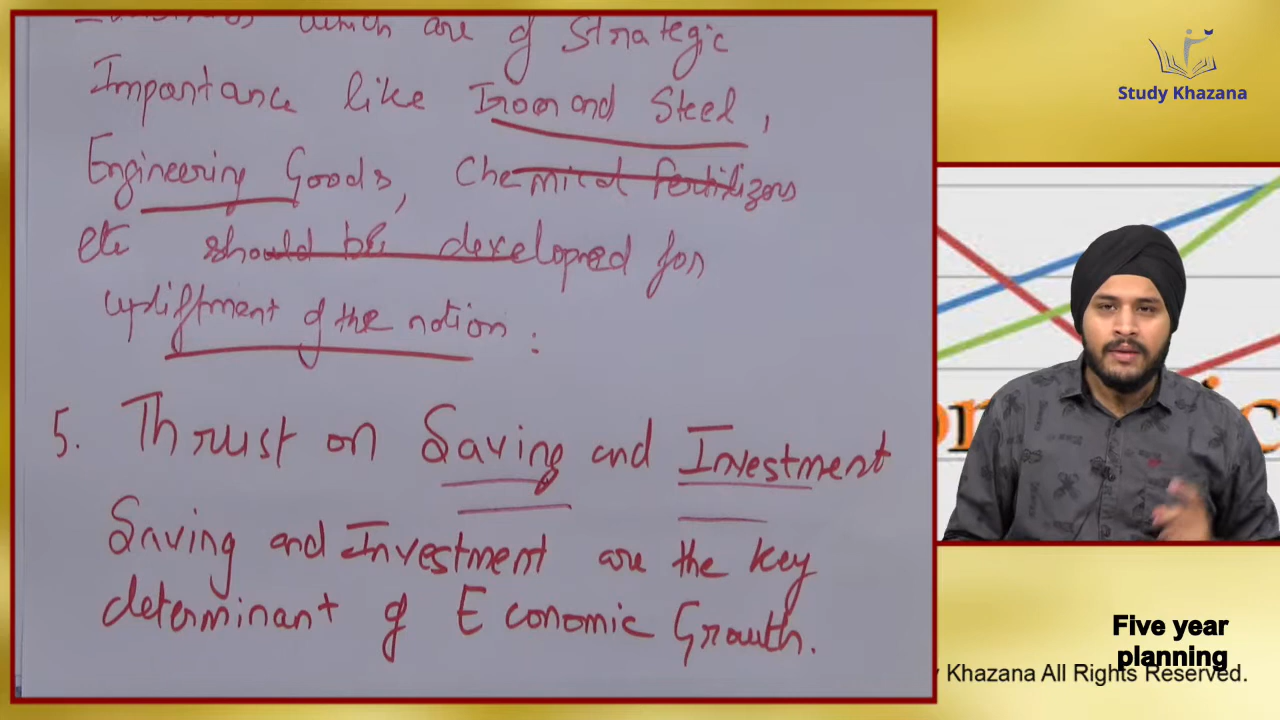 which are of Strategic
Importance like Iron and Steel,
Engineering Goods, Chemical Fertilizers
etc should be developed for
upliftment of the nation.
5. Thrust on Saving and Investment
Saving and Investment are the key
determinant of Economic Growth.
Study Khazana
Five year
planning
Khazana All Rights Reserved.